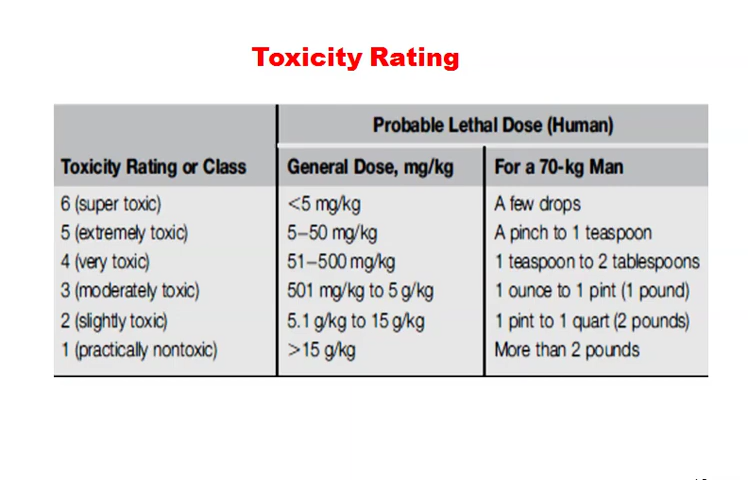 Toxicity Rating
Probable Lethal Dose (Human)
Toxicity Rating or Class General Dose, mg/kg For a 70-kg Man
6 (super toxic) <5 mg/kg A few drops
5 (extremely toxic) 5–50 mg/kg A pinch to 1 teaspoon
4 (very toxic) 51–500 mg/kg 1 teaspoon to 2 tablespoons
3 (moderately toxic) 501 mg/kg to 5 g/kg 1 ounce to 1 pint (1 pound)
2 (slightly toxic) 5.1 g/kg to 15 g/kg 1 pint to 1 quart (2 pounds)
1 (practically nontoxic) >15 g/kg More than 2 pounds